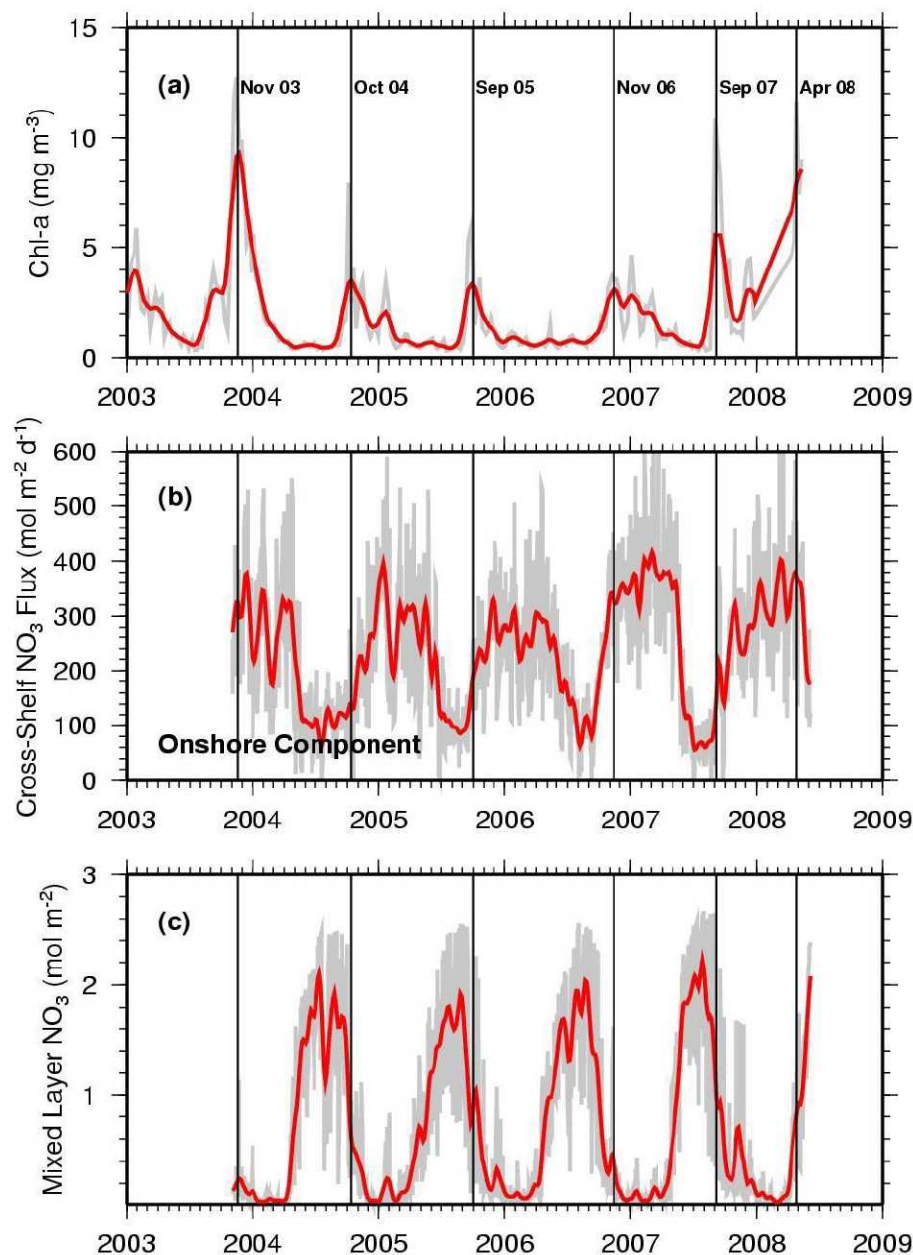 15
(a)
Nov 03
Oct 04
Sep 05
Nov 06
Sep 07
Apr 08
10
5
0
Chl-a (mg m⁻³)
2003 2004 2005 2006 2007 2008 2009
600
(b)
500
400
300
200
100
Onshore Component
0
Cross-Shelf NO₃ Flux (mol m⁻² d⁻¹)
2003 2004 2005 2006 2007 2008 2009
3
(c)
2
1
Mixed Layer NO₃ (mol m⁻²)
2003 2004 2005 2006 2007 2008 2009